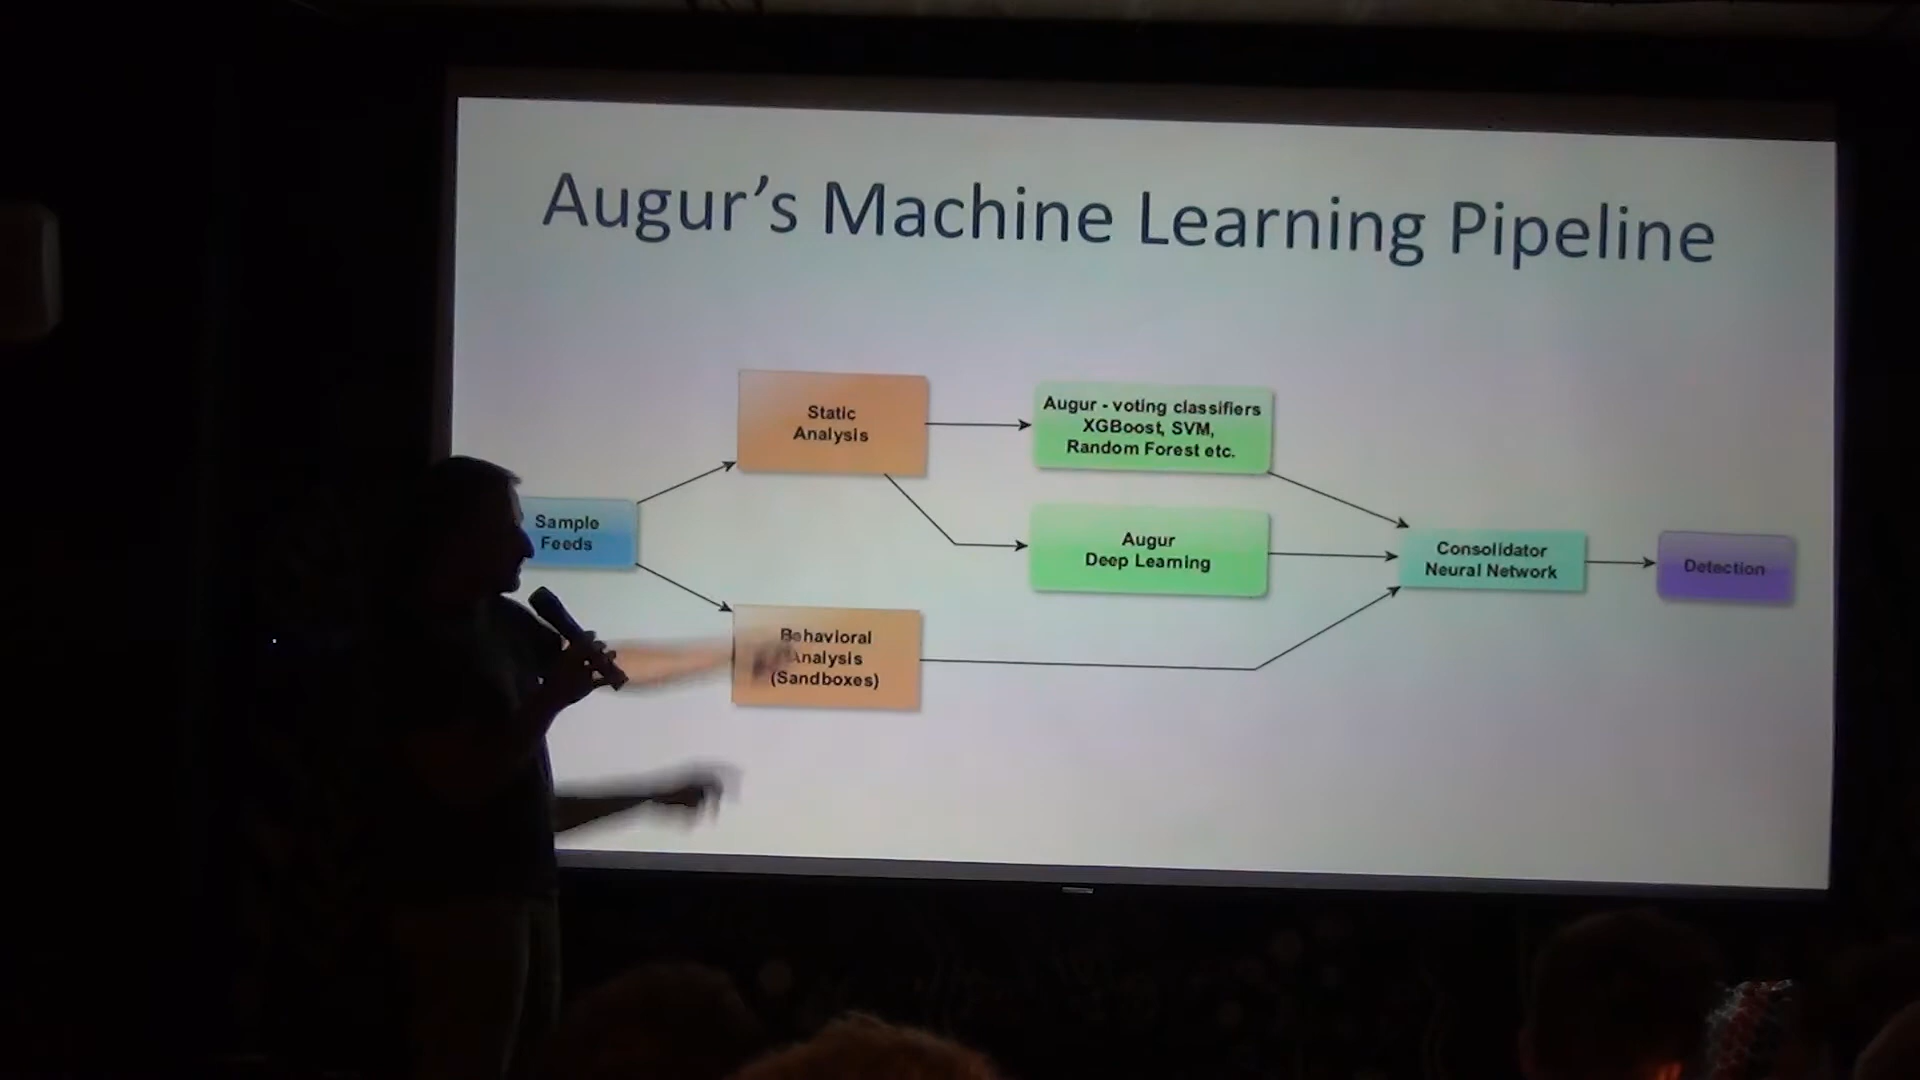 Augur's Machine Learning Pipeline
Static
Analysis
Augur - voting classifiers
XGBoost, SVM,
Random Forest etc.
Sample
Feeds
Augur
Deep Learning
Consolidator
Neural Network
Detection
Behavioral
Analysis
(Sandboxes)